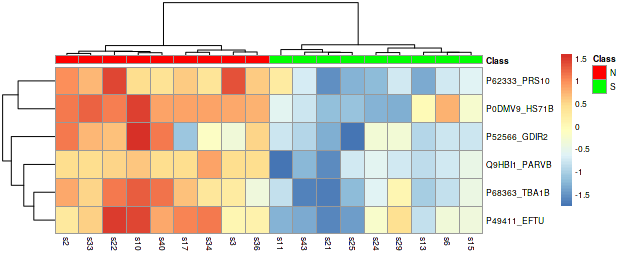 Class
P62333_PRS10
P0DMV9_HS71B
P52566_GDIR2
Q9HBI1_PARVB
P68363_TBA1B
P49411_EFTU
s2 s33 s22 s10 s40 s17 s34 s3 s36 s11 s43 s21 s25 s24 s29 s13 s6 s15
1.5
1
0.5
0
-0.5
-1
-1.5
Class
N
S